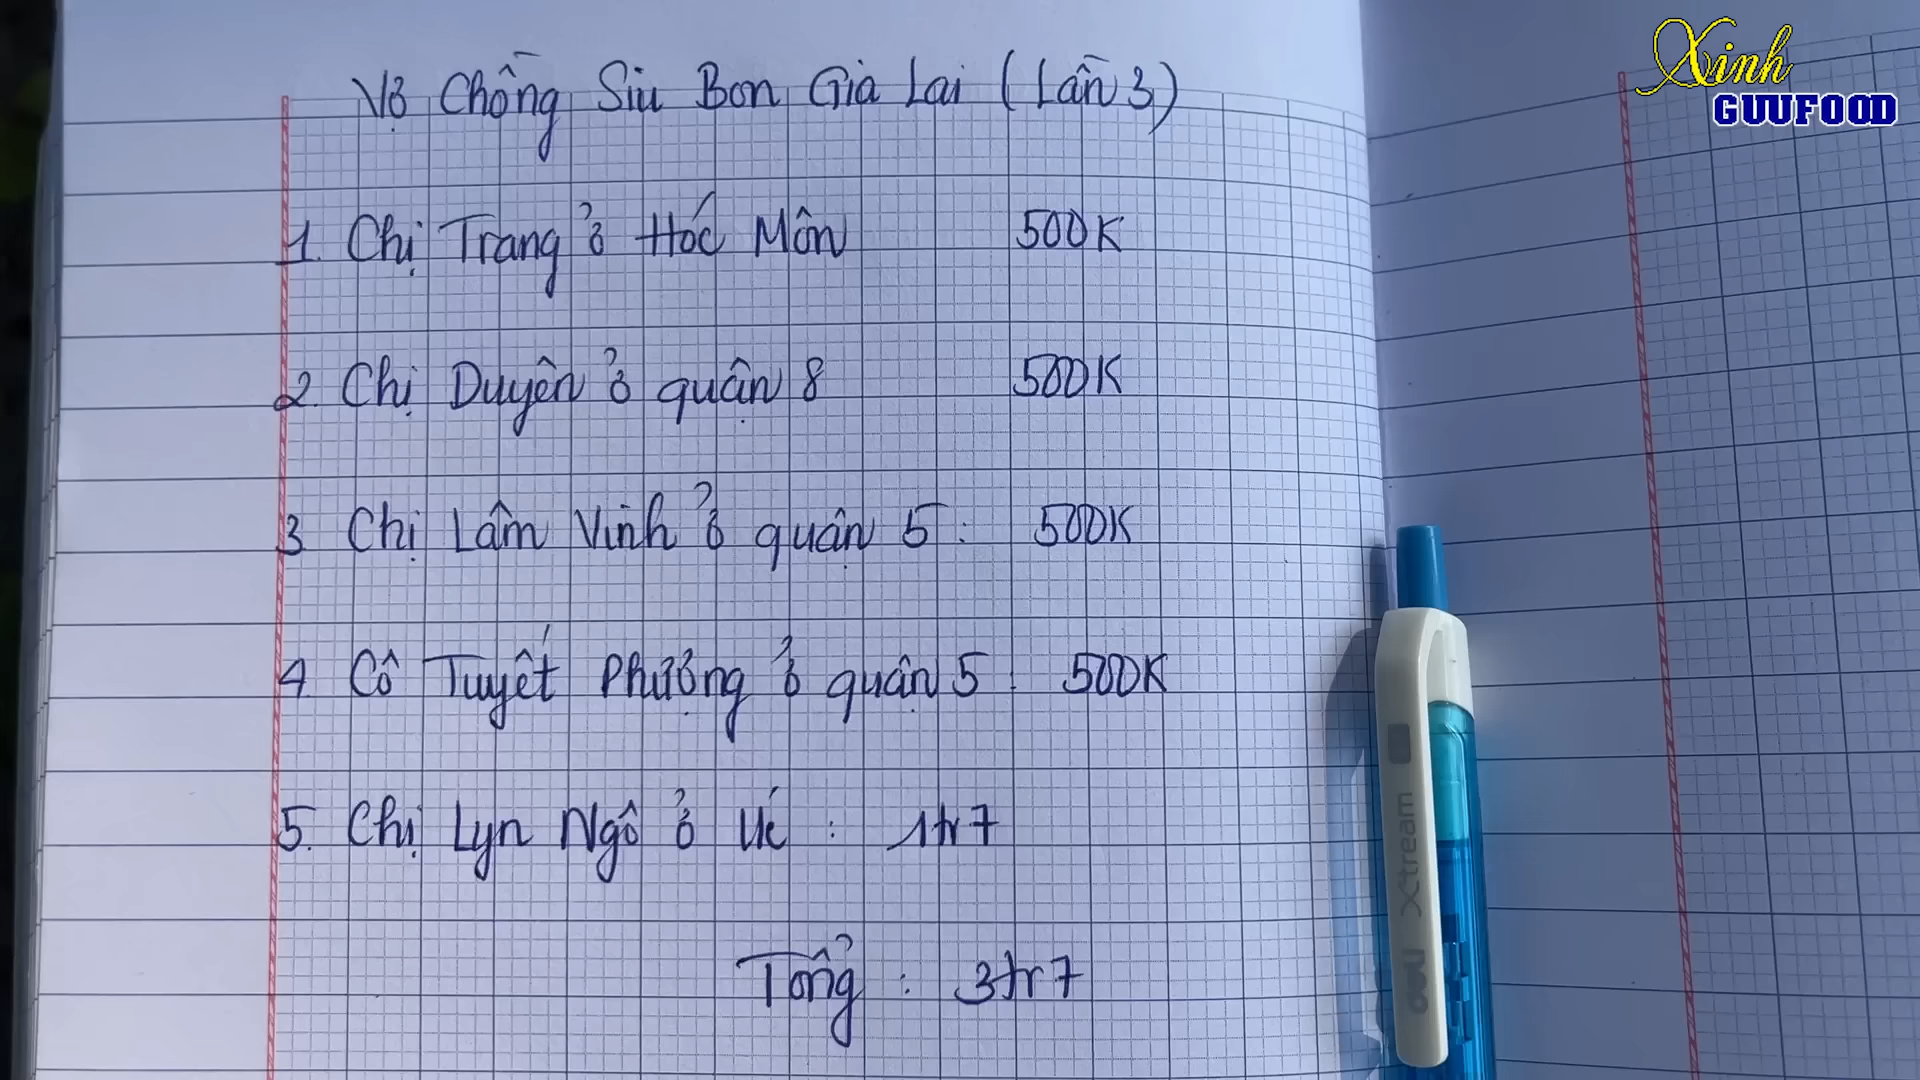 Xinh
GUUFOOD
Vợ Chồng Siu Bon Gia Lai (Lần 3)
1. Chị Trang ở Hóc Môn 500K
2. Chị Duyên ở quận 8 500K
3 Chị Lâm Vinh ở quận 5 : 500K
4. Cô Tuyết Phượng ở quận 5 : 500K
5. Chị Lyn Ngô ở Úc : 1tr7
Tổng : 3tr7
deli Xtream